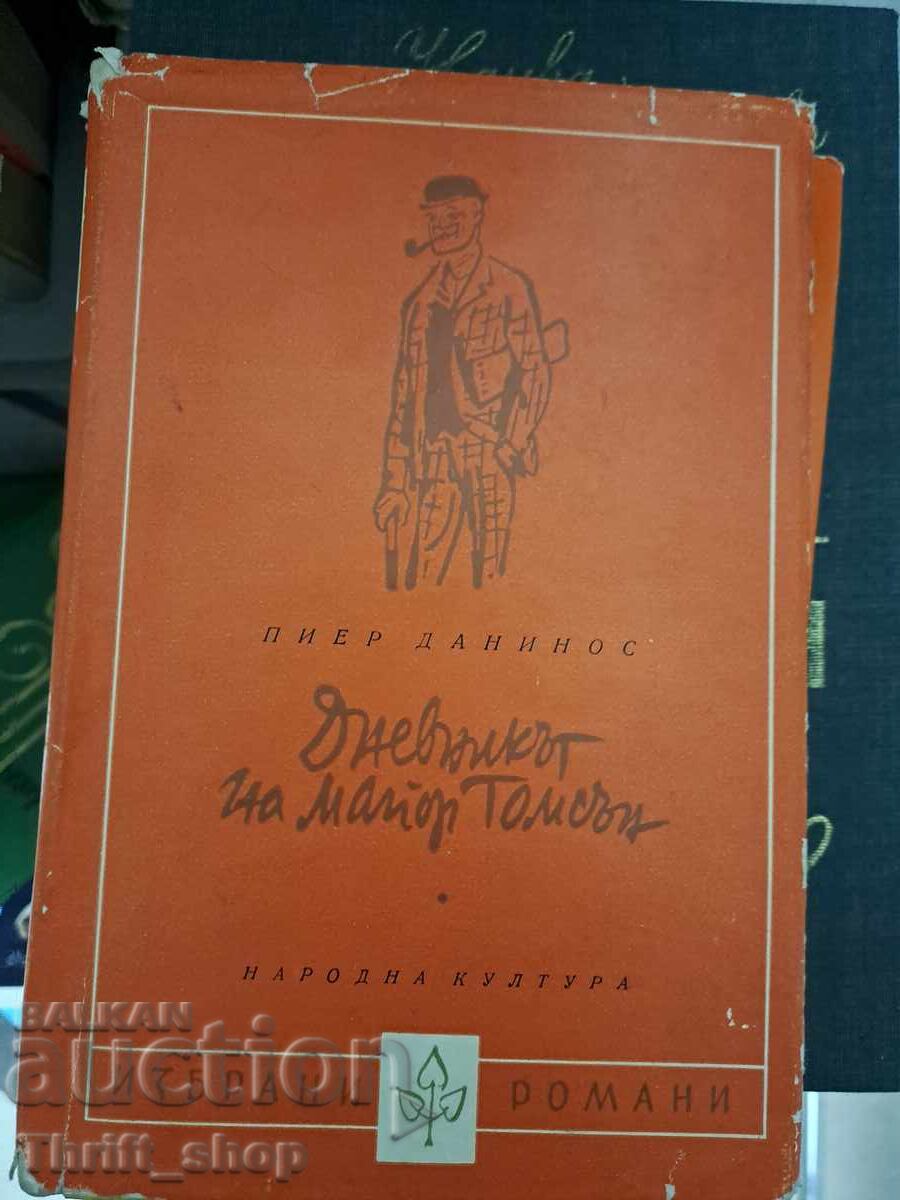 ПИЕР ДАНИНОС
Дневникът
на майор Томсън
НАРОДНА КУЛТУРА
ИЗБРАНИ РОМАНИ
BALKAN
auction
Thrift_shop